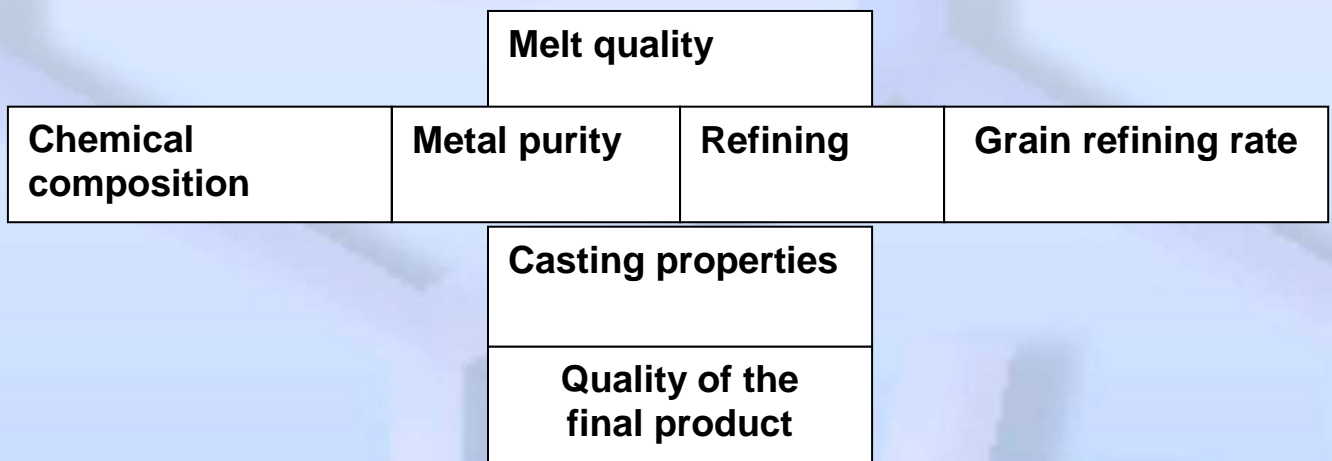 Melt quality
Chemical
composition
Metal purity
Refining
Grain refining rate
Casting properties
Quality of the
final product